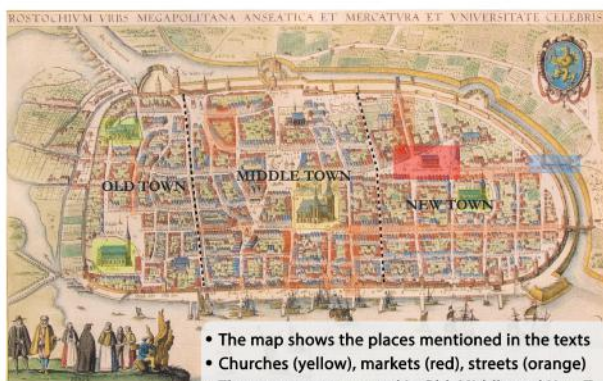 ROSTOCHIVM VRBS MEGAPOLITANA ANSEATICA ET MERCATVRA ET VNIVERSITATE CELEBRIS
OLD TOWN
MIDDLE TOWN
NEW TOWN
• The map shows the places mentioned in the texts
• Churches (yellow), markets (red), streets (orange)